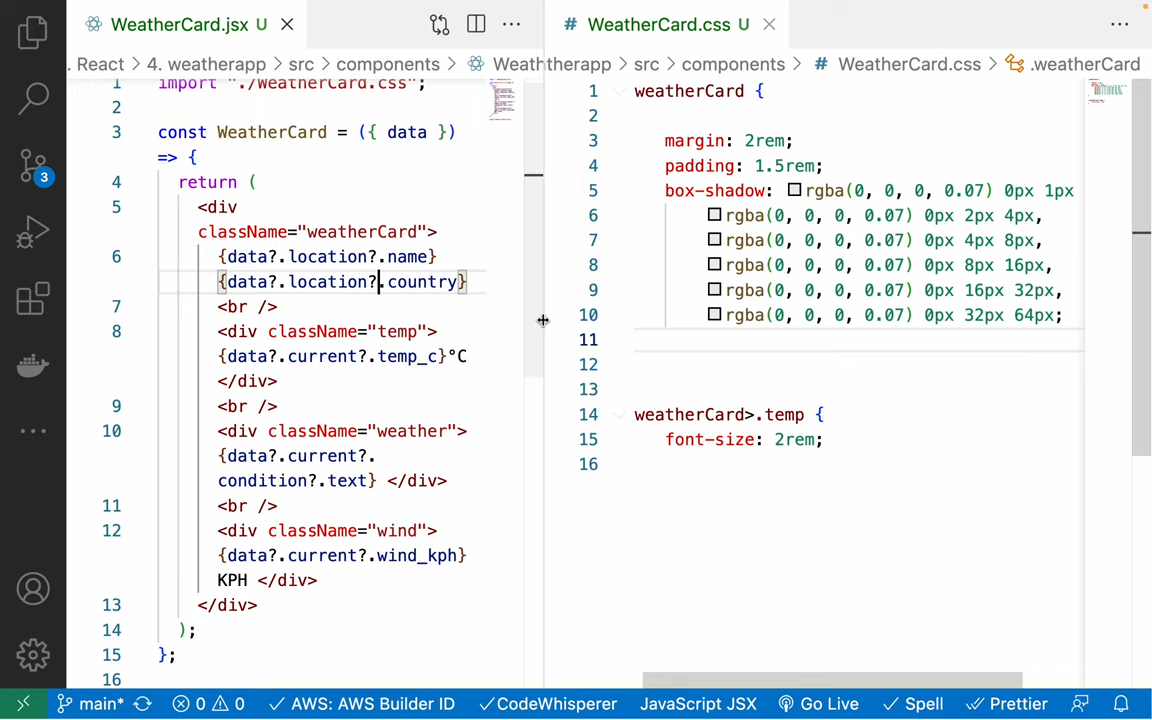 WeatherCard.jsx U
# WeatherCard.css U
React > 4. weatherapp > src > components > Weath
therapp > src > components > # WeatherCard.css > .weatherCard
1 import "./WeatherCard.css";
2
3 const WeatherCard = ({ data })
=> {
4 return (
5 <div
className="weatherCard">
6 {data?.location?.name}
{data?.location?.country}
7 <br />
8 <div className="temp">
{data?.current?.temp_c}°C
</div>
9 <br />
10 <div className="weather">
{data?.current?.
condition?.text} </div>
11 <br />
12 <div className="wind">
{data?.current?.wind_kph}
KPH </div>
13 </div>
14 );
15 };
16
1 weatherCard {
2
3 margin: 2rem;
4 padding: 1.5rem;
5 box-shadow: rgba(0, 0, 0, 0.07) 0px 1px
6 rgba(0, 0, 0, 0.07) 0px 2px 4px,
7 rgba(0, 0, 0, 0.07) 0px 4px 8px,
8 rgba(0, 0, 0, 0.07) 0px 8px 16px,
9 rgba(0, 0, 0, 0.07) 0px 16px 32px,
10 rgba(0, 0, 0, 0.07) 0px 32px 64px;
11
12
13
14 weatherCard>.temp {
15 font-size: 2rem;
16
3
main* 0 0 AWS: AWS Builder ID CodeWhisperer JavaScript JSX Go Live Spell Prettier